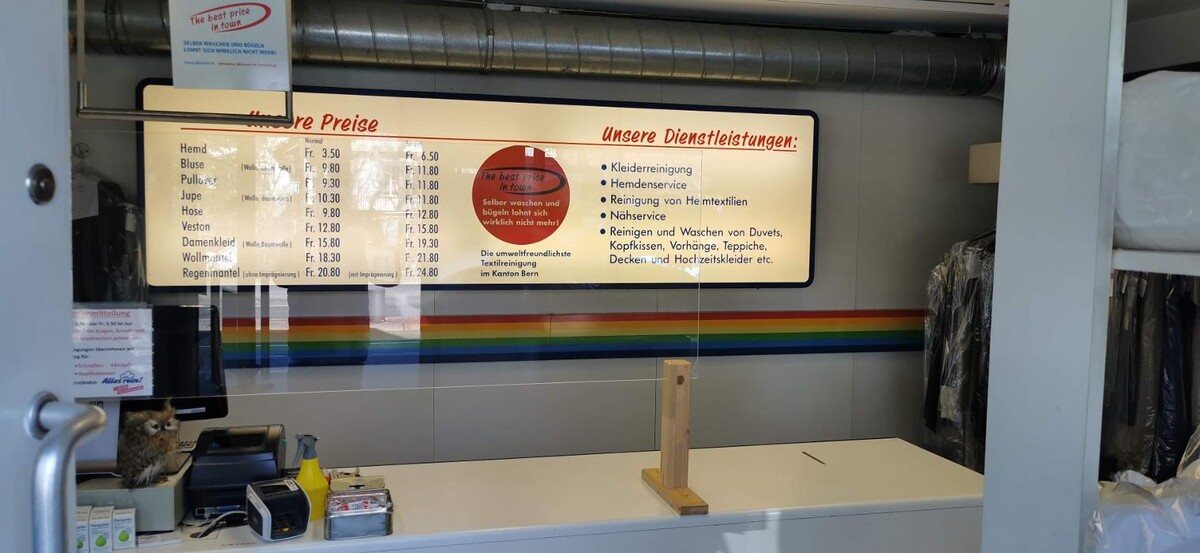 The best price
in town
SELBER WASCHEN UND BÜGELN
LOHNT SICH WIRKLICH NICHT MEHR!
Unsere Preise
Normal
Hemd Fr. 3.50 6.50
Bluse (Wolle, Baumwolle) Fr. 9.80 Fr. 11.80
Pullover Fr. 9.30 Fr. 11.80
Jupe Fr. 10.30 Fr. 11.80
Hose Fr. 9.80 Fr. 12.80
Veston Fr. 12.80 Fr. 15.80
Damenkleid (Wolle, Baumwolle) Fr. 15.80 Fr. 19.30
Wollmantel Fr. 18.30 Fr. 21.80
Regenmantel (ohne Imprägnierung) Fr. 20.80 (mit Imprägnierung) Fr. 24.80
The best price
in town
Selber waschen und
bügeln lohnt sich
wirklich nicht mehr!
Die umweltfreundlichste
Textilreinigung
im Kanton Bern
Unsere Dienstleistungen:
• Kleiderreinigung
• Hemdenservice
• Reinigung von Heimtextilien
• Nähservice
• Reinigen und Waschen von Duvets,
Kopfkissen, Vorhänge, Teppiche,
Decken und Hochzeitskleider etc.
Alles rein!